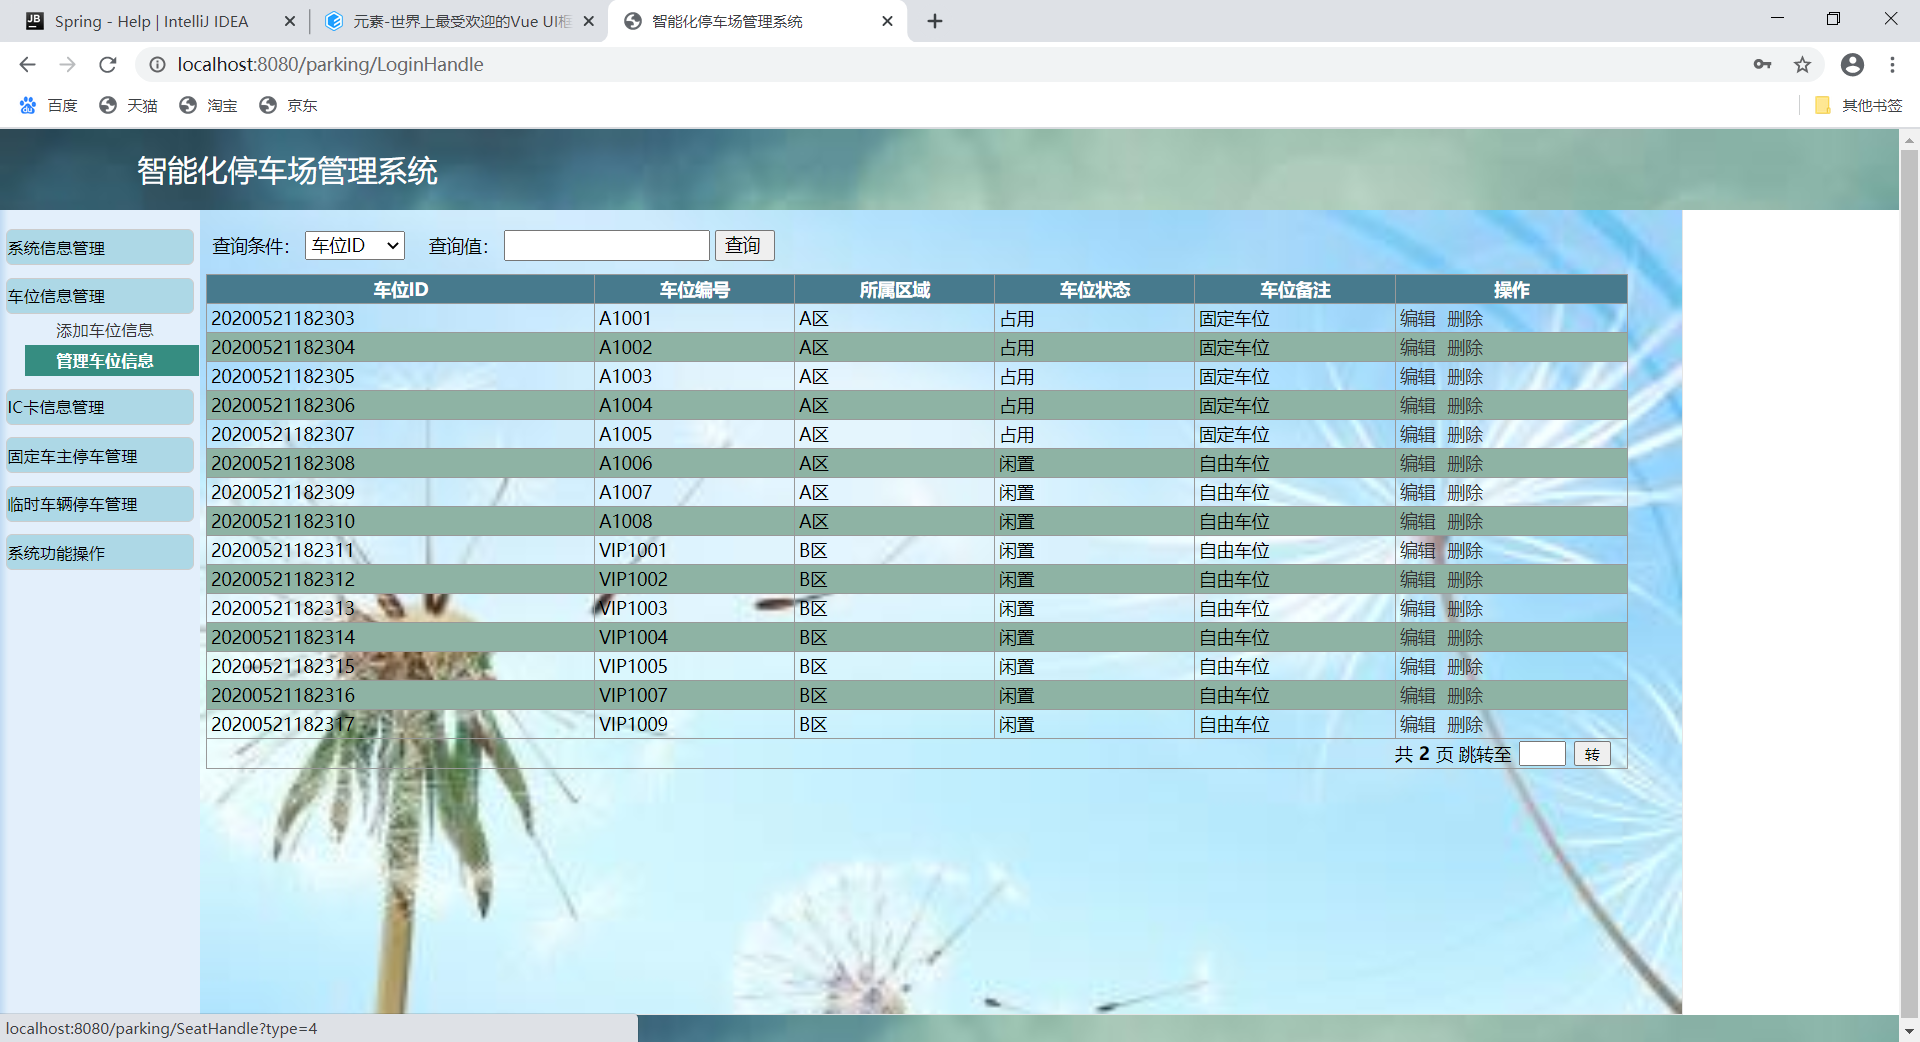 Spring - Help | IntelliJ IDEA
元素-世界上最受欢迎的Vue UI框
智能化停车场管理系统
localhost:8080/parking/LoginHandle
百度 天猫 淘宝 京东 其他书签
智能化停车场管理系统
系统信息管理
车位信息管理
添加车位信息
管理车位信息
IC卡信息管理
固定车主停车管理
临时车辆停车管理
系统功能操作
查询条件： 车位ID 查询值： 查询
车位ID 车位编号 所属区域 车位状态 车位备注 操作
20200521182303 A1001 A区 占用 固定车位 编辑 删除
20200521182304 A1002 A区 占用 固定车位 编辑 删除
20200521182305 A1003 A区 占用 固定车位 编辑 删除
20200521182306 A1004 A区 占用 固定车位 编辑 删除
20200521182307 A1005 A区 占用 固定车位 编辑 删除
20200521182308 A1006 A区 闲置 自由车位 编辑 删除
20200521182309 A1007 A区 闲置 自由车位 编辑 删除
20200521182310 A1008 A区 闲置 自由车位 编辑 删除
20200521182311 VIP1001 B区 闲置 自由车位 编辑 删除
20200521182312 VIP1002 B区 闲置 自由车位 编辑 删除
20200521182313 VIP1003 B区 闲置 自由车位 编辑 删除
20200521182314 VIP1004 B区 闲置 自由车位 编辑 删除
20200521182315 VIP1005 B区 闲置 自由车位 编辑 删除
20200521182316 VIP1007 B区 闲置 自由车位 编辑 删除
20200521182317 VIP1009 B区 闲置 自由车位 编辑 删除
共 2 页 跳转至 转
localhost:8080/parking/SeatHandle?type=4